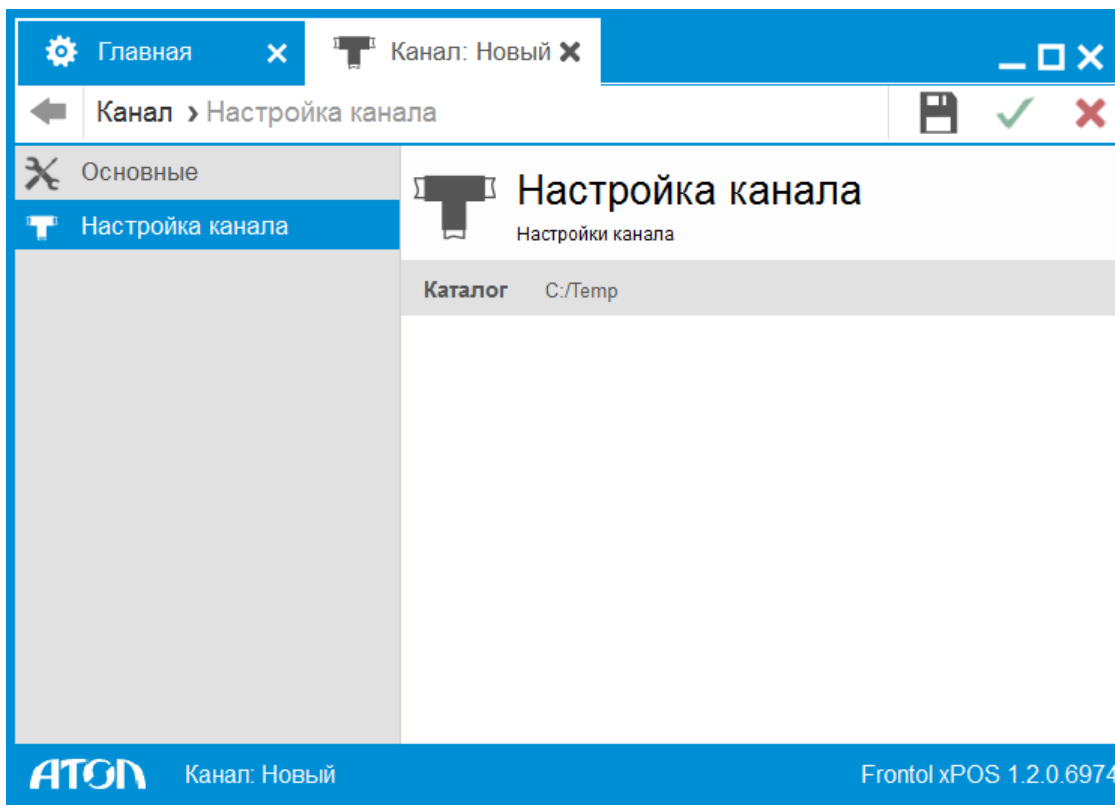 Главная
Канал: Новый
Канал › Настройка канала
Основные
Настройка канала
Настройка канала
Настройки канала
Каталог C:/Temp
ATOL Канал: Новый Frontol xPOS 1.2.0.6974